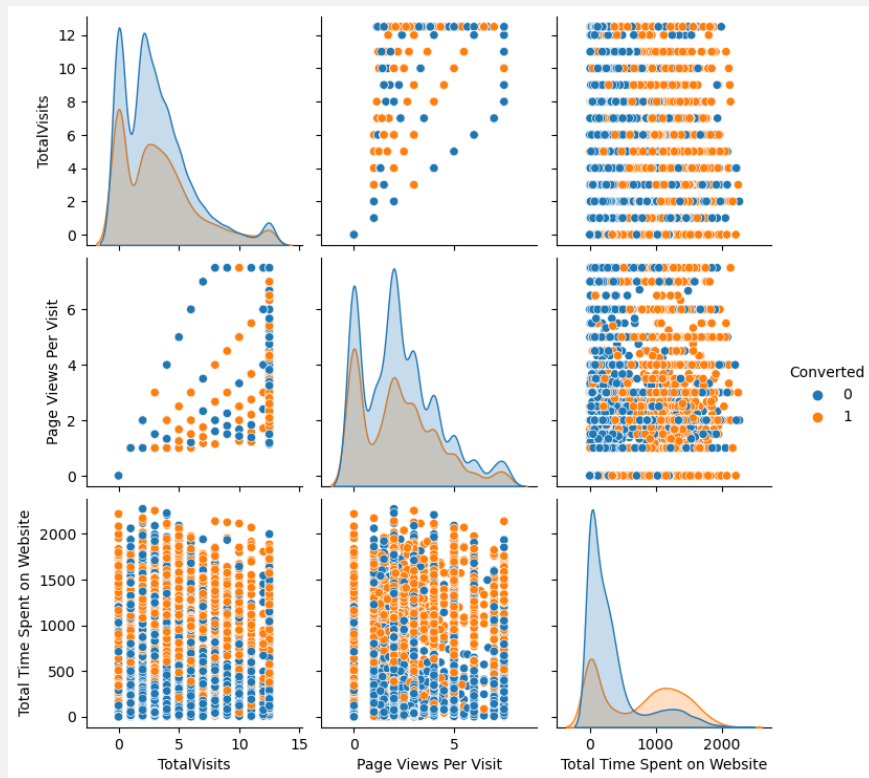 TotalVisits
12
10
8
6
4
2
0
Page Views Per Visit
6
4
2
0
Converted
0
1
Total Time Spent on Website
2000
1500
1000
500
0
0 5 10 15
0 5
0 1000 2000
TotalVisits
Page Views Per Visit
Total Time Spent on Website